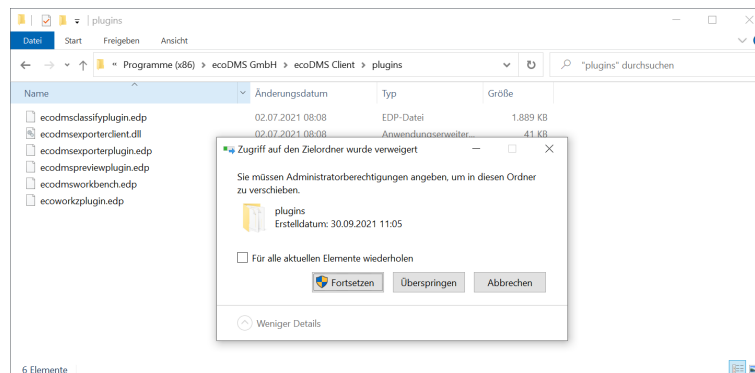 plugins
Datei Start Freigeben Ansicht
« Programme (x86) > ecoDMS GmbH > ecoDMS Client > plugins
"plugins" durchsuchen
Name Änderungsdatum Typ Größe
ecodmsclassifyplugin.edp 02.07.2021 08:08 EDP-Datei 1.889 KB
ecodmsexporterclient.dll 02.07.2021 08:08 Anwendungserweiter... 41 KB
ecodmsexporterplugin.edp
ecodmspreviewplugin.edp
ecodmsworkbench.edp
ecoworkzplugin.edp
Zugriff auf den Zielordner wurde verweigert
Sie müssen Administratorberechtigungen angeben, um in diesen Ordner
zu verschieben.
plugins
Erstelldatum: 30.09.2021 11:05
Für alle aktuellen Elemente wiederholen
Fortsetzen Überspringen Abbrechen
Weniger Details
6 Elemente